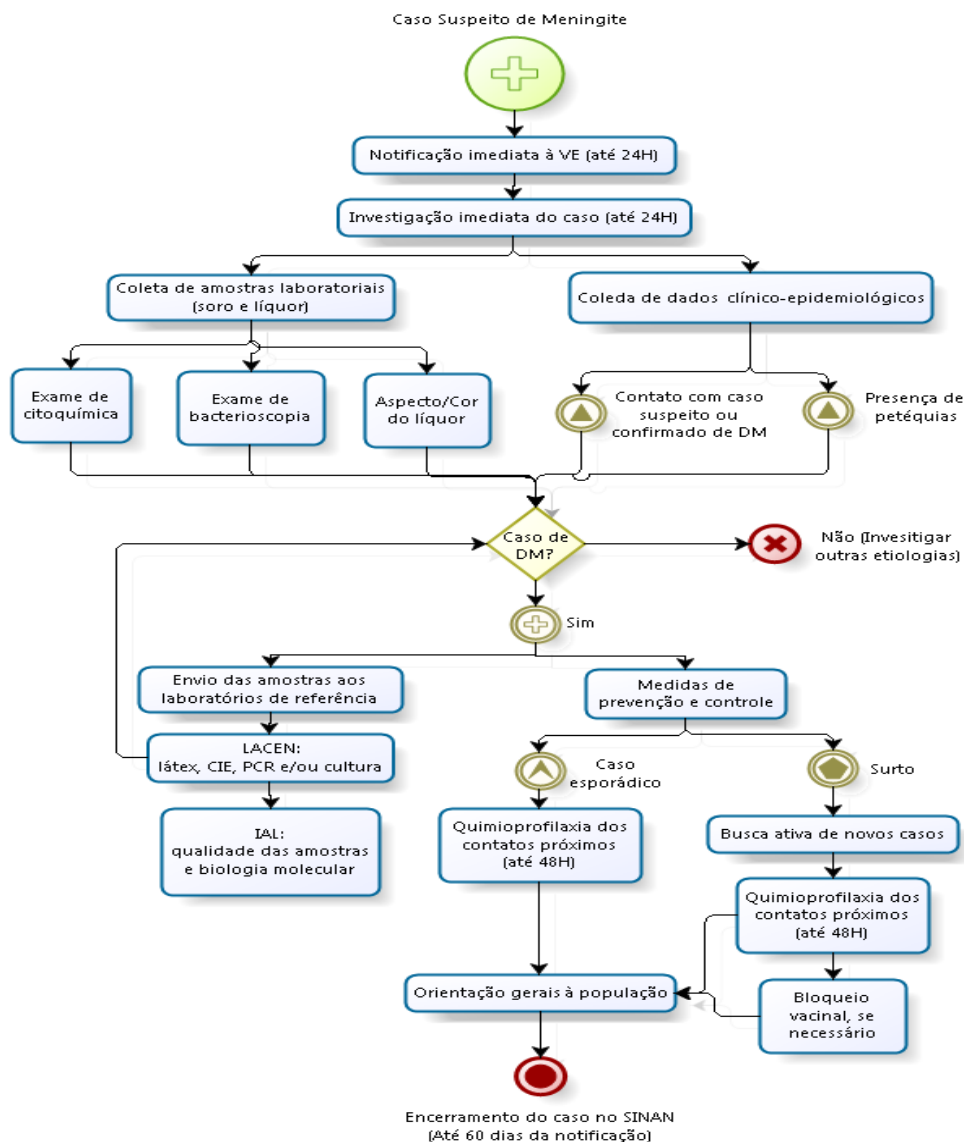 Caso Suspeito de Meningite
Notificação imediata à VE (até 24H)
Investigação imediata do caso (até 24H)
Coleta de amostras laboratoriais
(soro e líquor)
Coleda de dados clínico-epidemiológicos
Exame de
citoquímica
Exame de
bacterioscopia
Aspecto/Cor
do líquor
Contato com caso
suspeito ou
confirmado de DM
Presença de
petéquias
Caso de
DM?
Não (Invesitigar
outras etiologias)
Sim
Envio das amostras aos
laboratórios de referência
Medidas de
prevenção e controle
LACEN:
látex, CIE, PCR e/ou cultura
Caso
esporádico
Surto
IAL:
qualidade das amostras
e biologia molecular
Quimioprofilaxia dos
contatos próximos
(até 48H)
Busca ativa de novos casos
Quimioprofilaxia dos
contatos próximos
(até 48H)
Orientação gerais à população
Bloqueio
vacinal, se
necessário
Encerramento do caso no SINAN
(Até 60 dias da notificação)